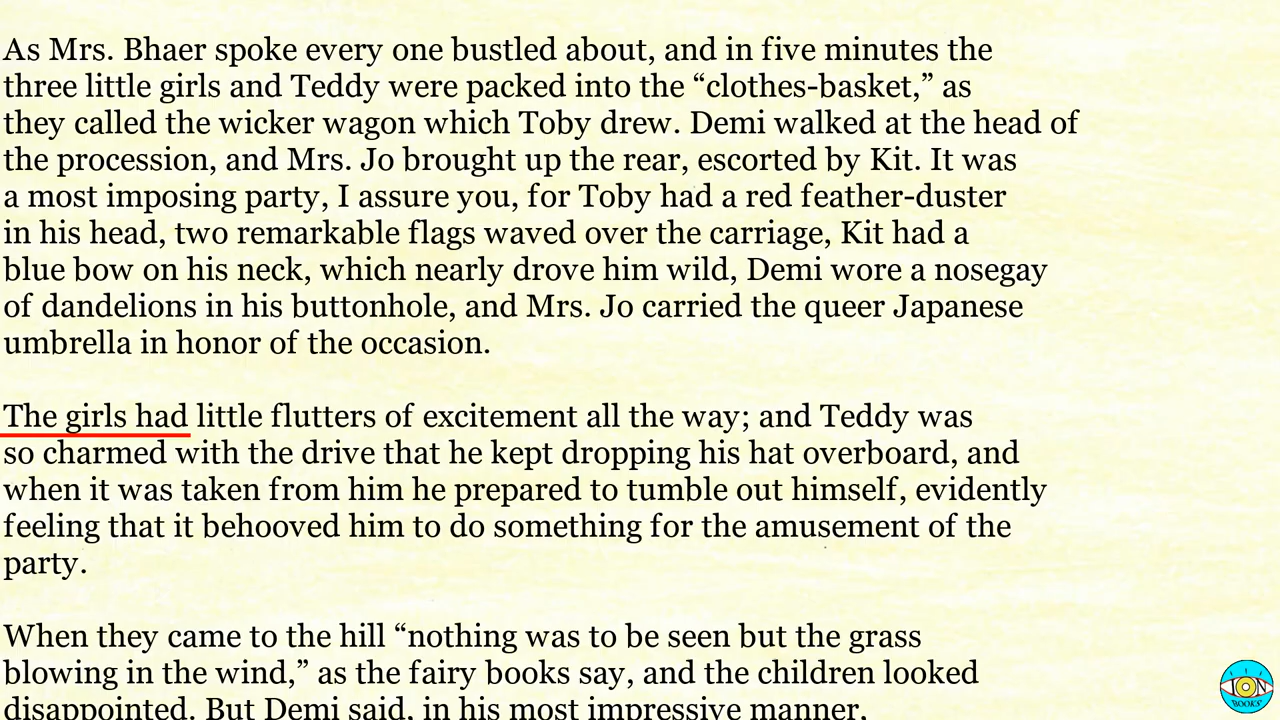 As Mrs. Bhaer spoke every one bustled about, and in five minutes the
three little girls and Teddy were packed into the “clothes-basket,” as
they called the wicker wagon which Toby drew. Demi walked at the head of
the procession, and Mrs. Jo brought up the rear, escorted by Kit. It was
a most imposing party, I assure you, for Toby had a red feather-duster
in his head, two remarkable flags waved over the carriage, Kit had a
blue bow on his neck, which nearly drove him wild, Demi wore a nosegay
of dandelions in his buttonhole, and Mrs. Jo carried the queer Japanese
umbrella in honor of the occasion.

The girls had little flutters of excitement all the way; and Teddy was
so charmed with the drive that he kept dropping his hat overboard, and
when it was taken from him he prepared to tumble out himself, evidently
feeling that it behooved him to do something for the amusement of the
party.

When they came to the hill “nothing was to be seen but the grass
blowing in the wind,” as the fairy books say, and the children looked
disappointed. But Demi said, in his most impressive manner,
ION
BOOKS